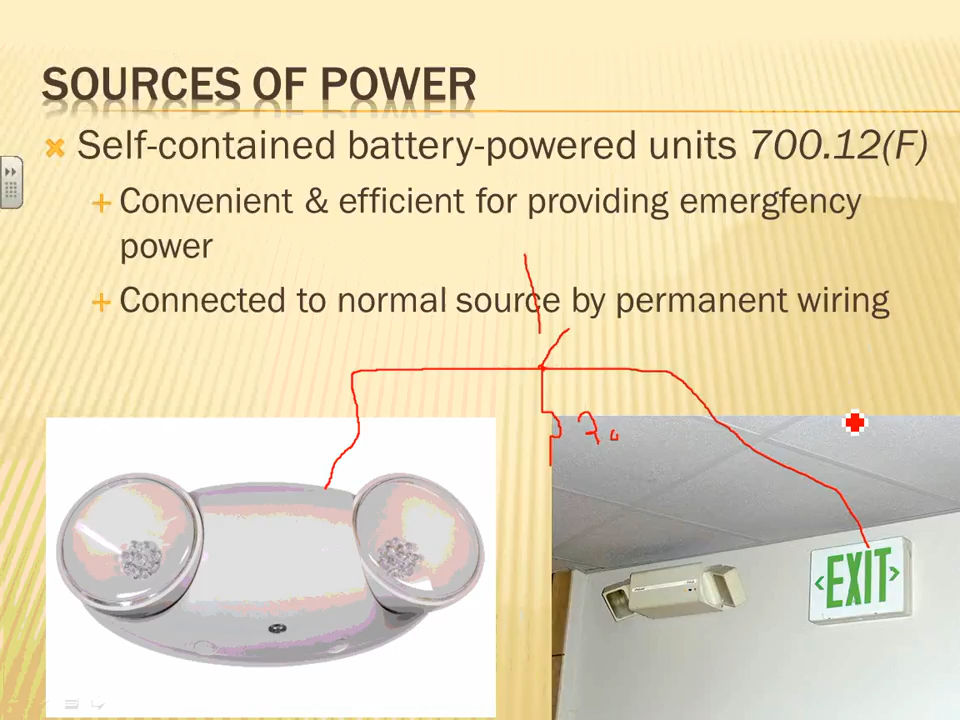 SOURCES OF POWER
Self-contained battery-powered units 700.12(F)
Convenient & efficient for providing emergfency
power
Connected to normal source by permanent wiring
EXIT